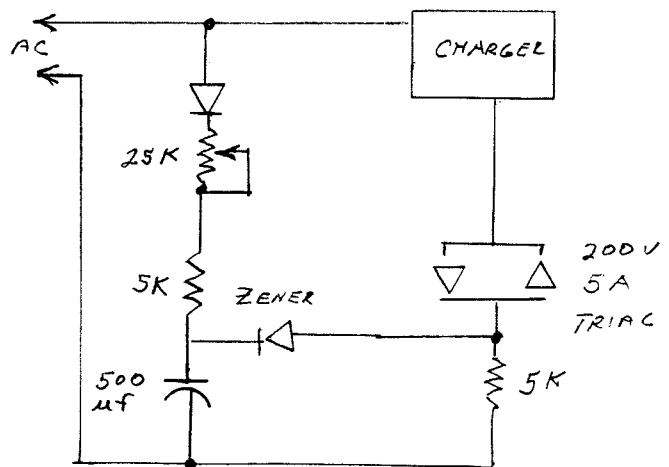 AC
CHARGER
25K
5K
ZENER
200V
5A
TRIAC
500
µf
5K